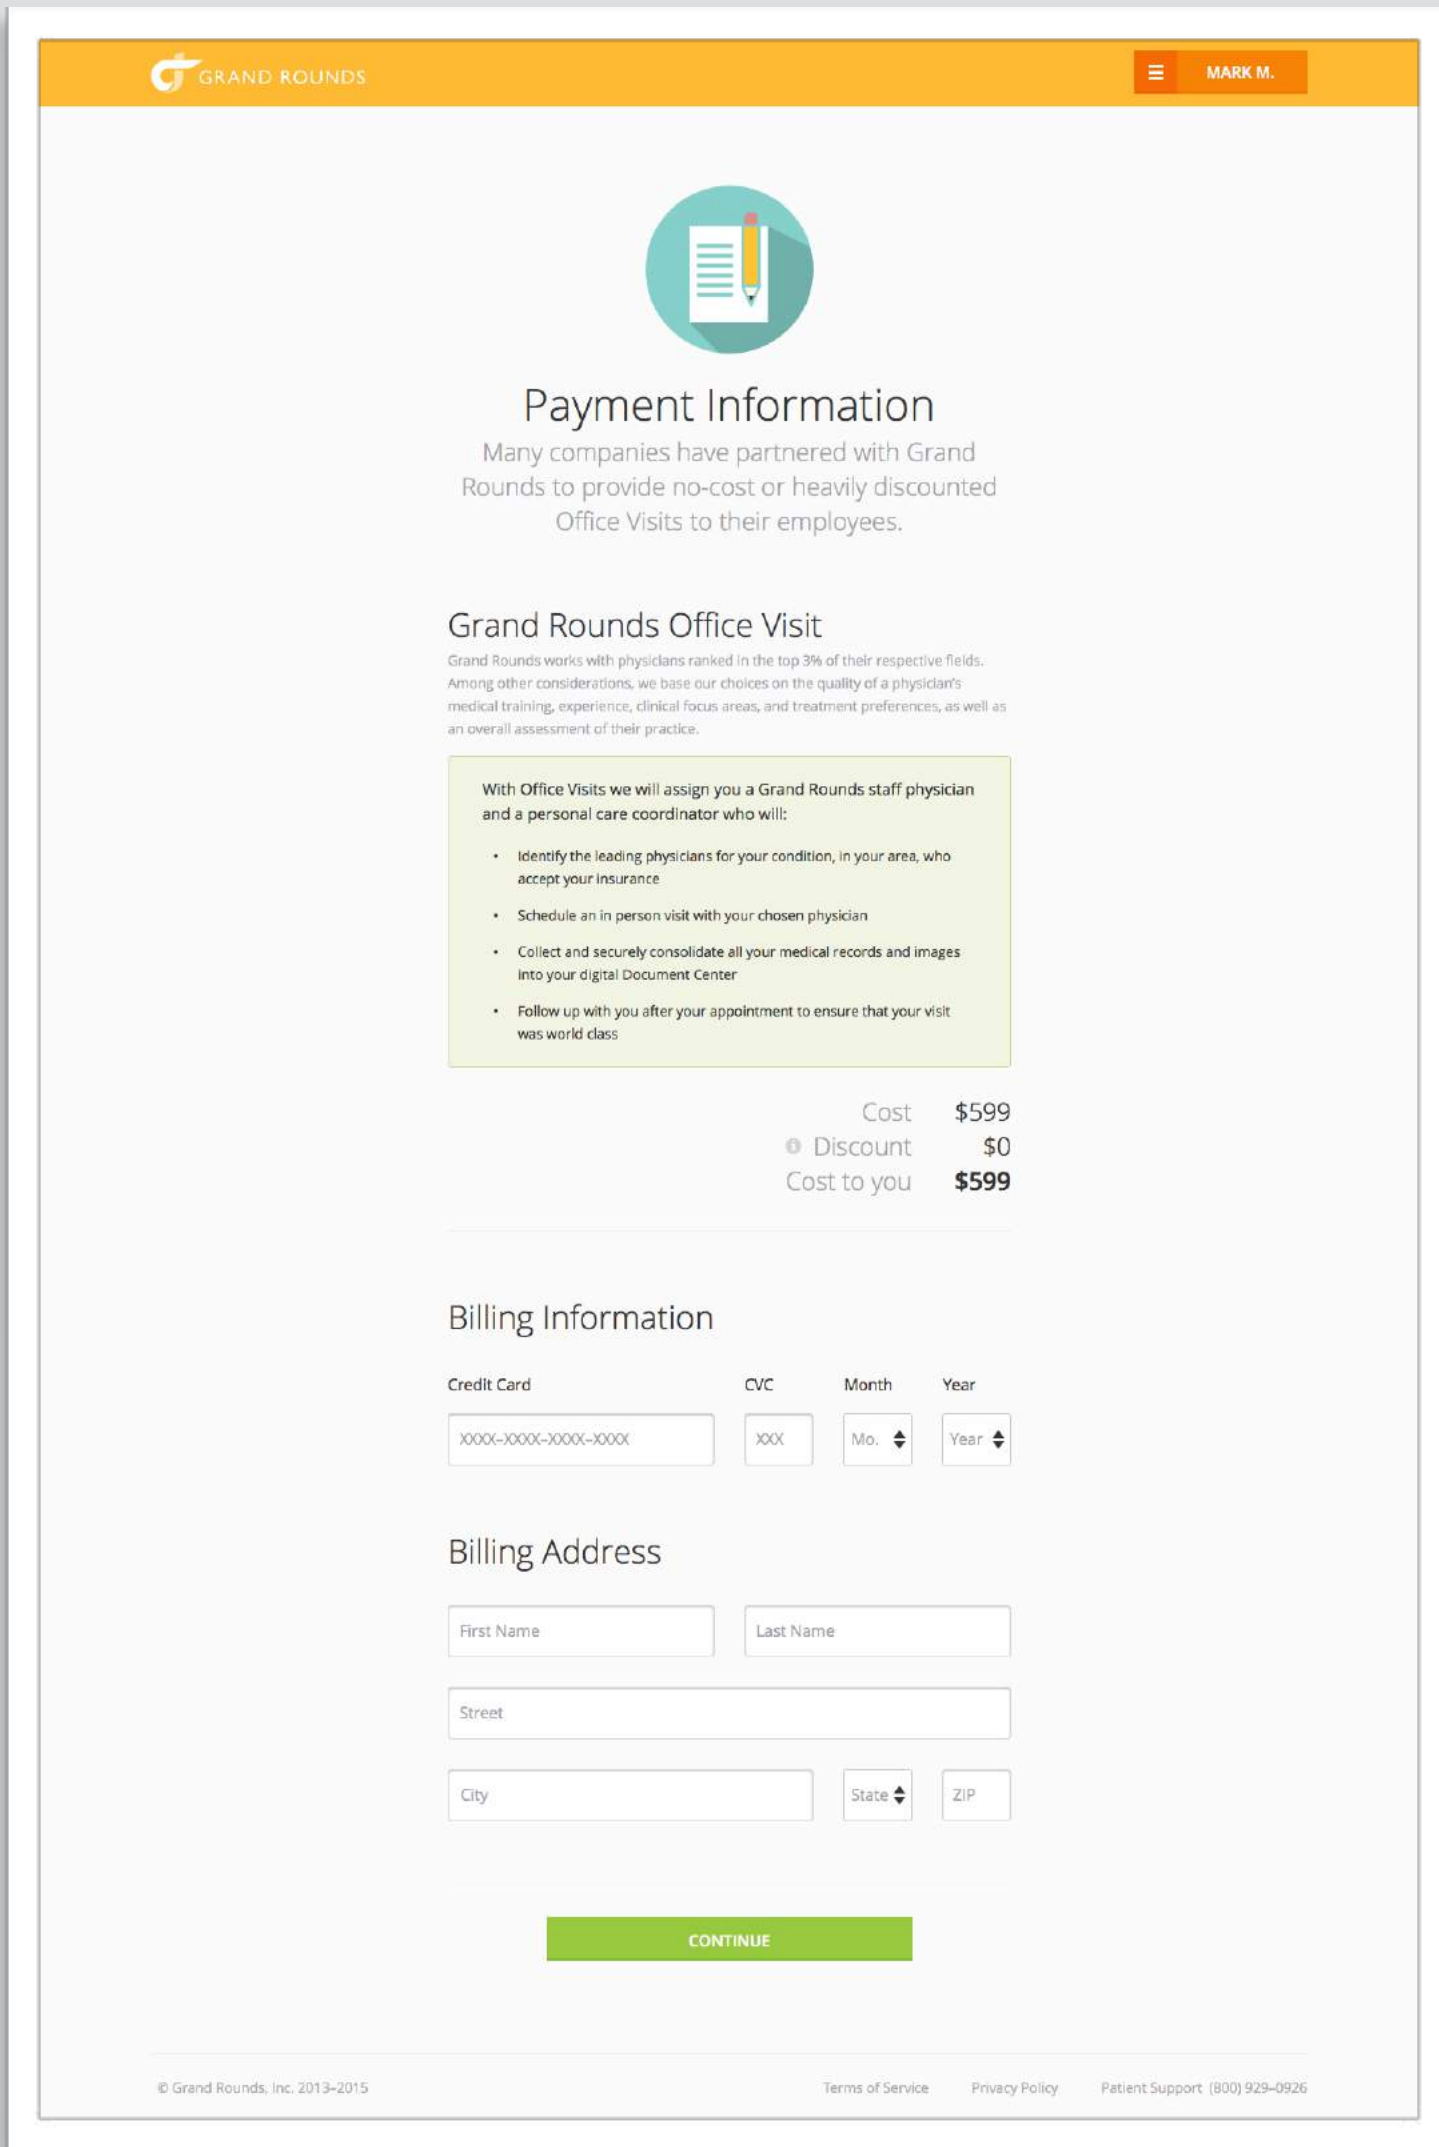 GRAND ROUNDS
MARK M.
Payment Information
Many companies have partnered with Grand
Rounds to provide no-cost or heavily discounted
Office Visits to their employees.
Grand Rounds Office Visit
Grand Rounds works with physicians ranked in the top 3% of their respective fields.
Among other considerations, we base our choices on the quality of a physician's
medical training, experience, clinical focus areas, and treatment preferences, as well as
an overall assessment of their practice.
With Office Visits we will assign you a Grand Rounds staff physician
and a personal care coordinator who will:
• Identify the leading physicians for your condition, in your area, who
accept your insurance
• Schedule an in person visit with your chosen physician
• Collect and securely consolidate all your medical records and images
into your digital Document Center
• Follow up with you after your appointment to ensure that your visit
was world class
Cost $599
Discount $0
Cost to you $599
Billing Information
Credit Card CVC Month Year
XXXX–XXXX–XXXX–XXXX XXX Mo. Year
Billing Address
First Name Last Name
Street
City State ZIP
CONTINUE
© Grand Rounds, Inc. 2013–2015 Terms of Service Privacy Policy Patient Support (800) 929–0926